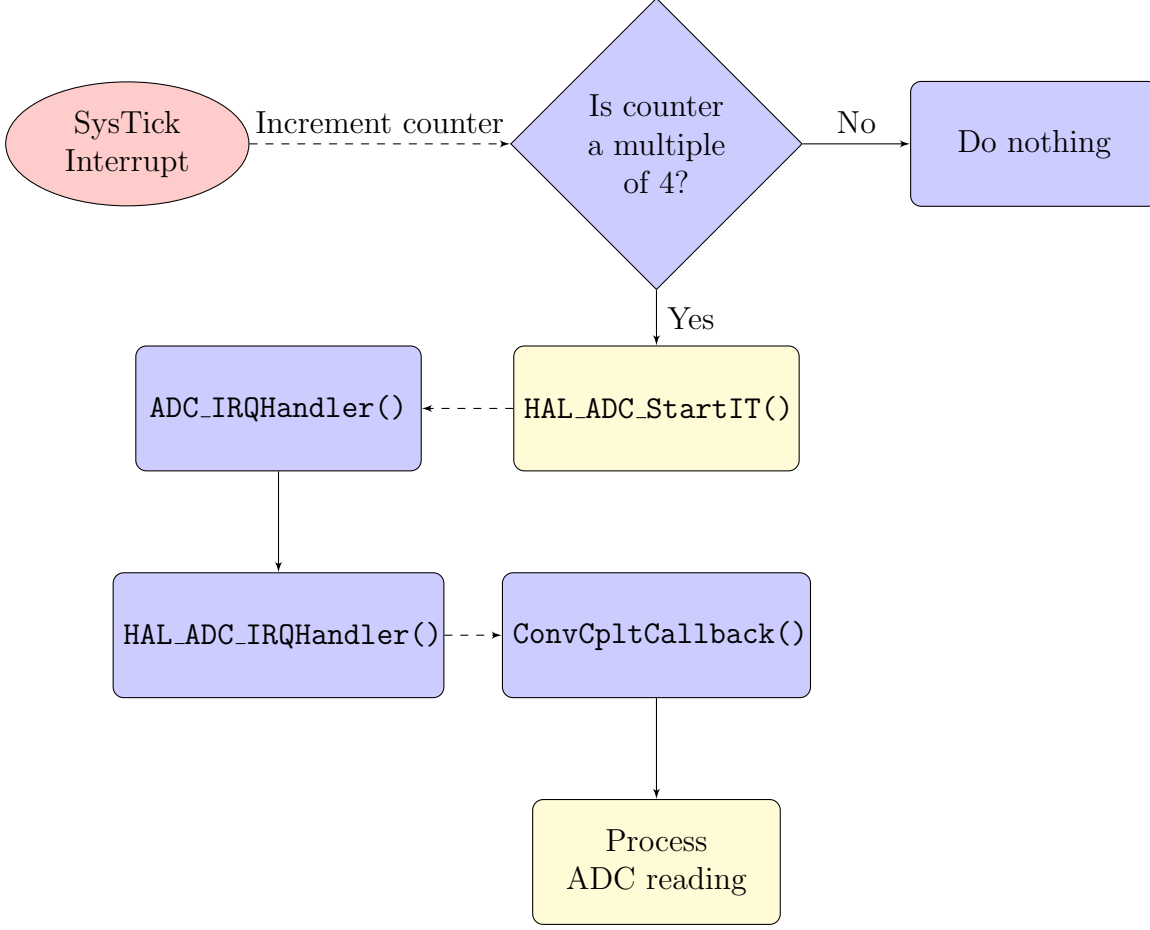 SysTick
Interrupt
Increment counter
Is counter
a multiple
of 4?
No
Do nothing
Yes
ADC_IRQHandler()
HAL_ADC_StartIT()
HAL_ADC_IRQHandler()
ConvCpltCallback()
Process
ADC reading